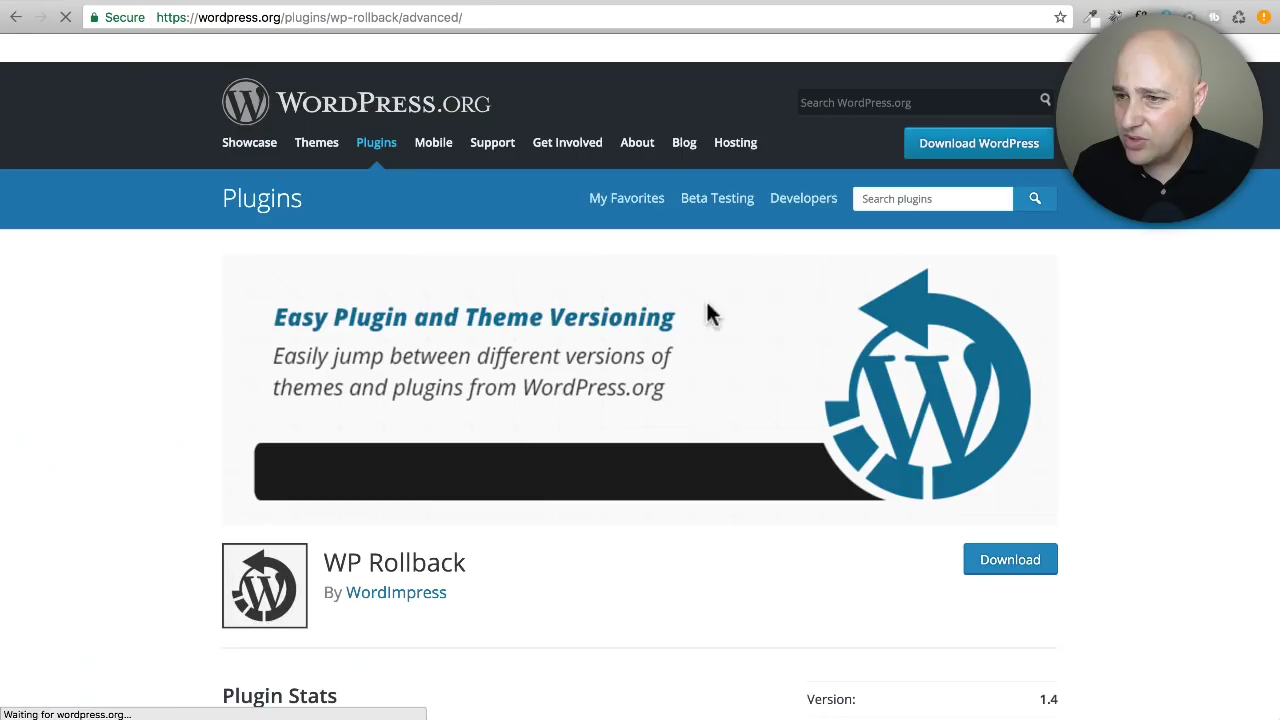 Secure https://wordpress.org/plugins/wp-rollback/advanced/
WORDPRESS.ORG
Search WordPress.org
Showcase Themes Plugins Mobile Support Get Involved About Blog Hosting
Download WordPress
Plugins
My Favorites Beta Testing Developers
Search plugins
Easy Plugin and Theme Versioning
Easily jump between different versions of
themes and plugins from WordPress.org
WP Rollback
Download
By WordImpress
Plugin Stats
Version: 1.4
Waiting for wordpress.org...